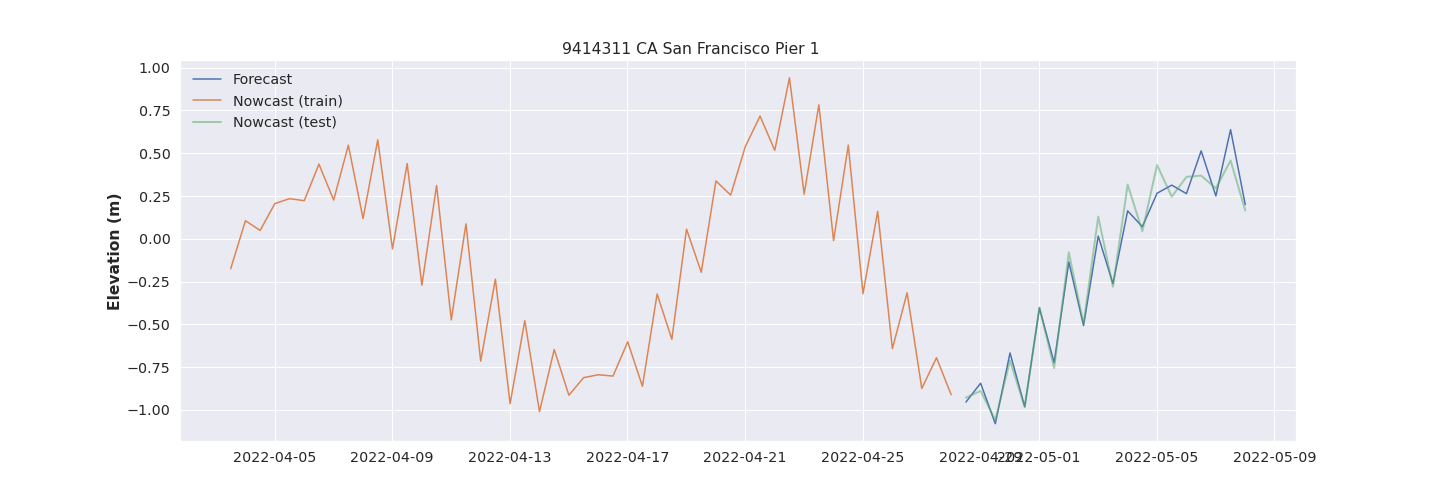 9414311 CA San Francisco Pier 1
Forecast
Nowcast (train)
Nowcast (test)
Elevation (m)
1.00
0.75
0.50
0.25
0.00
−0.25
−0.50
−0.75
−1.00
2022-04-05 2022-04-09 2022-04-13 2022-04-17 2022-04-21 2022-04-25 2022-04-29 2022-05-01 2022-05-05 2022-05-09